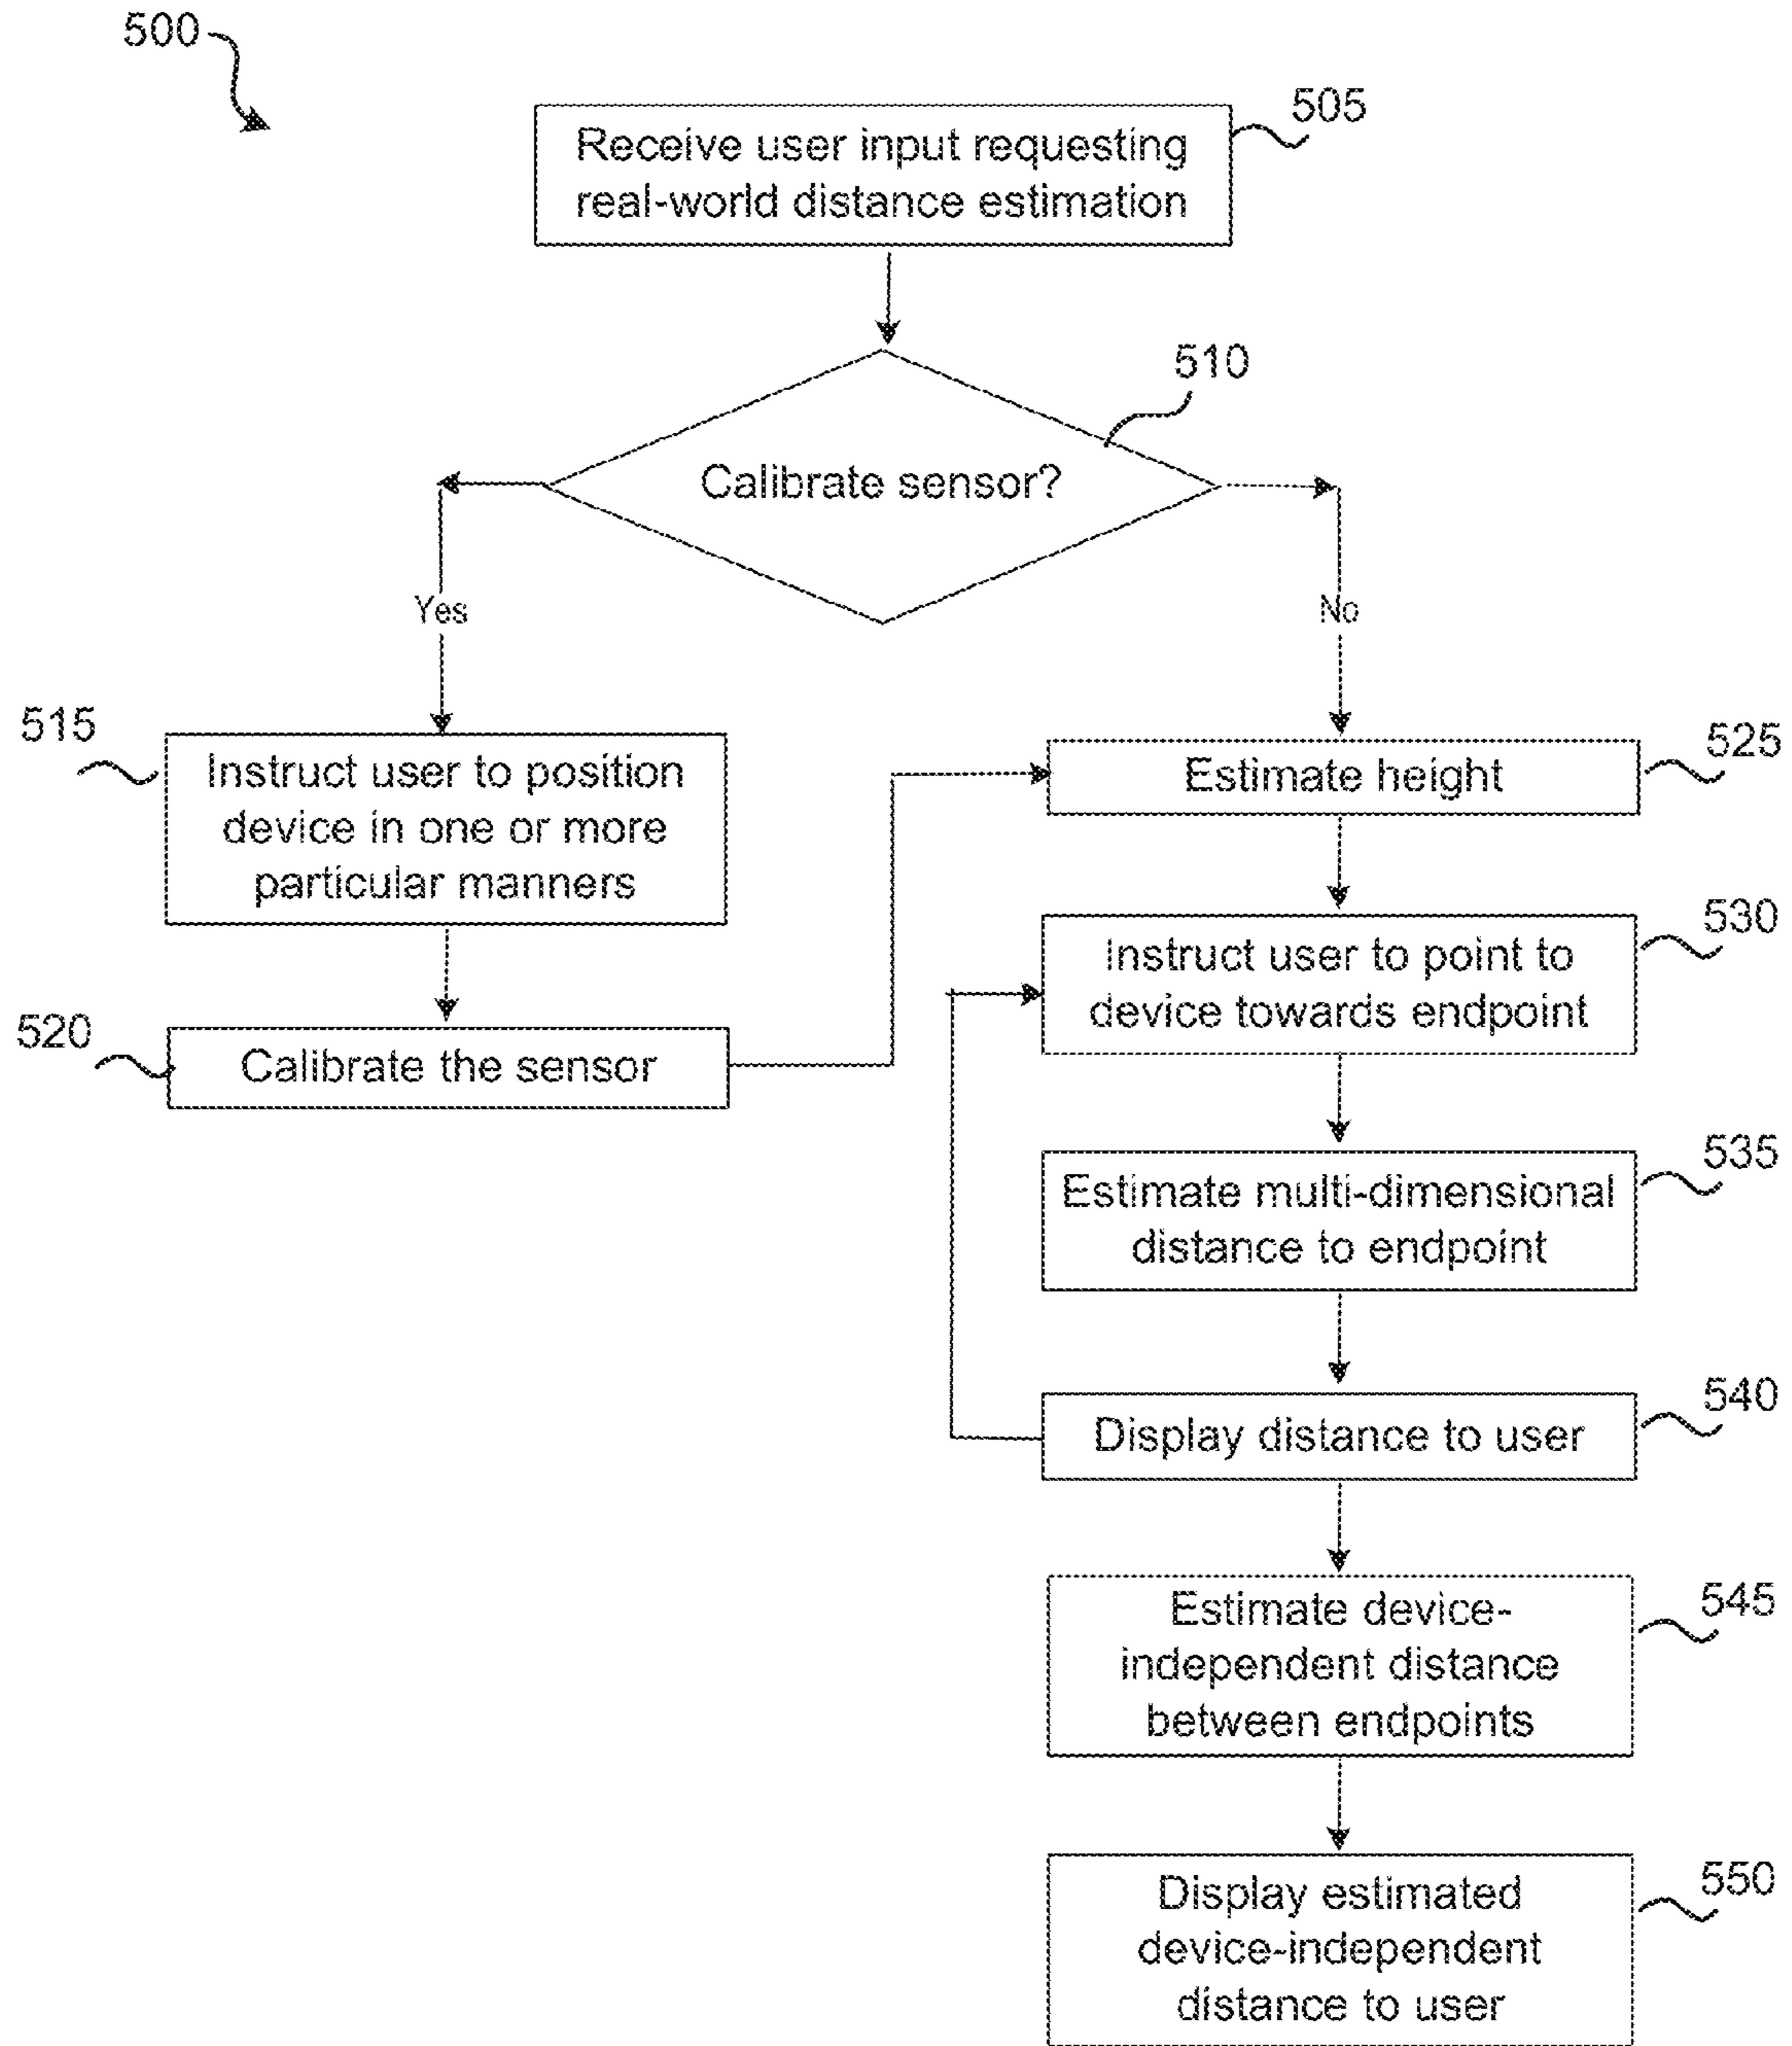 500
505
Receive user input requesting
real-world distance estimation
510
Calibrate sensor?
Yes
No
515
Instruct user to position
device in one or more
particular manners
525
Estimate height
530
Instruct user to point to
device towards endpoint
520
Calibrate the sensor
535
Estimate multi-dimensional
distance to endpoint
540
Display distance to user
545
Estimate device-
independent distance
between endpoints
550
Display estimated
device-independent
distance to user